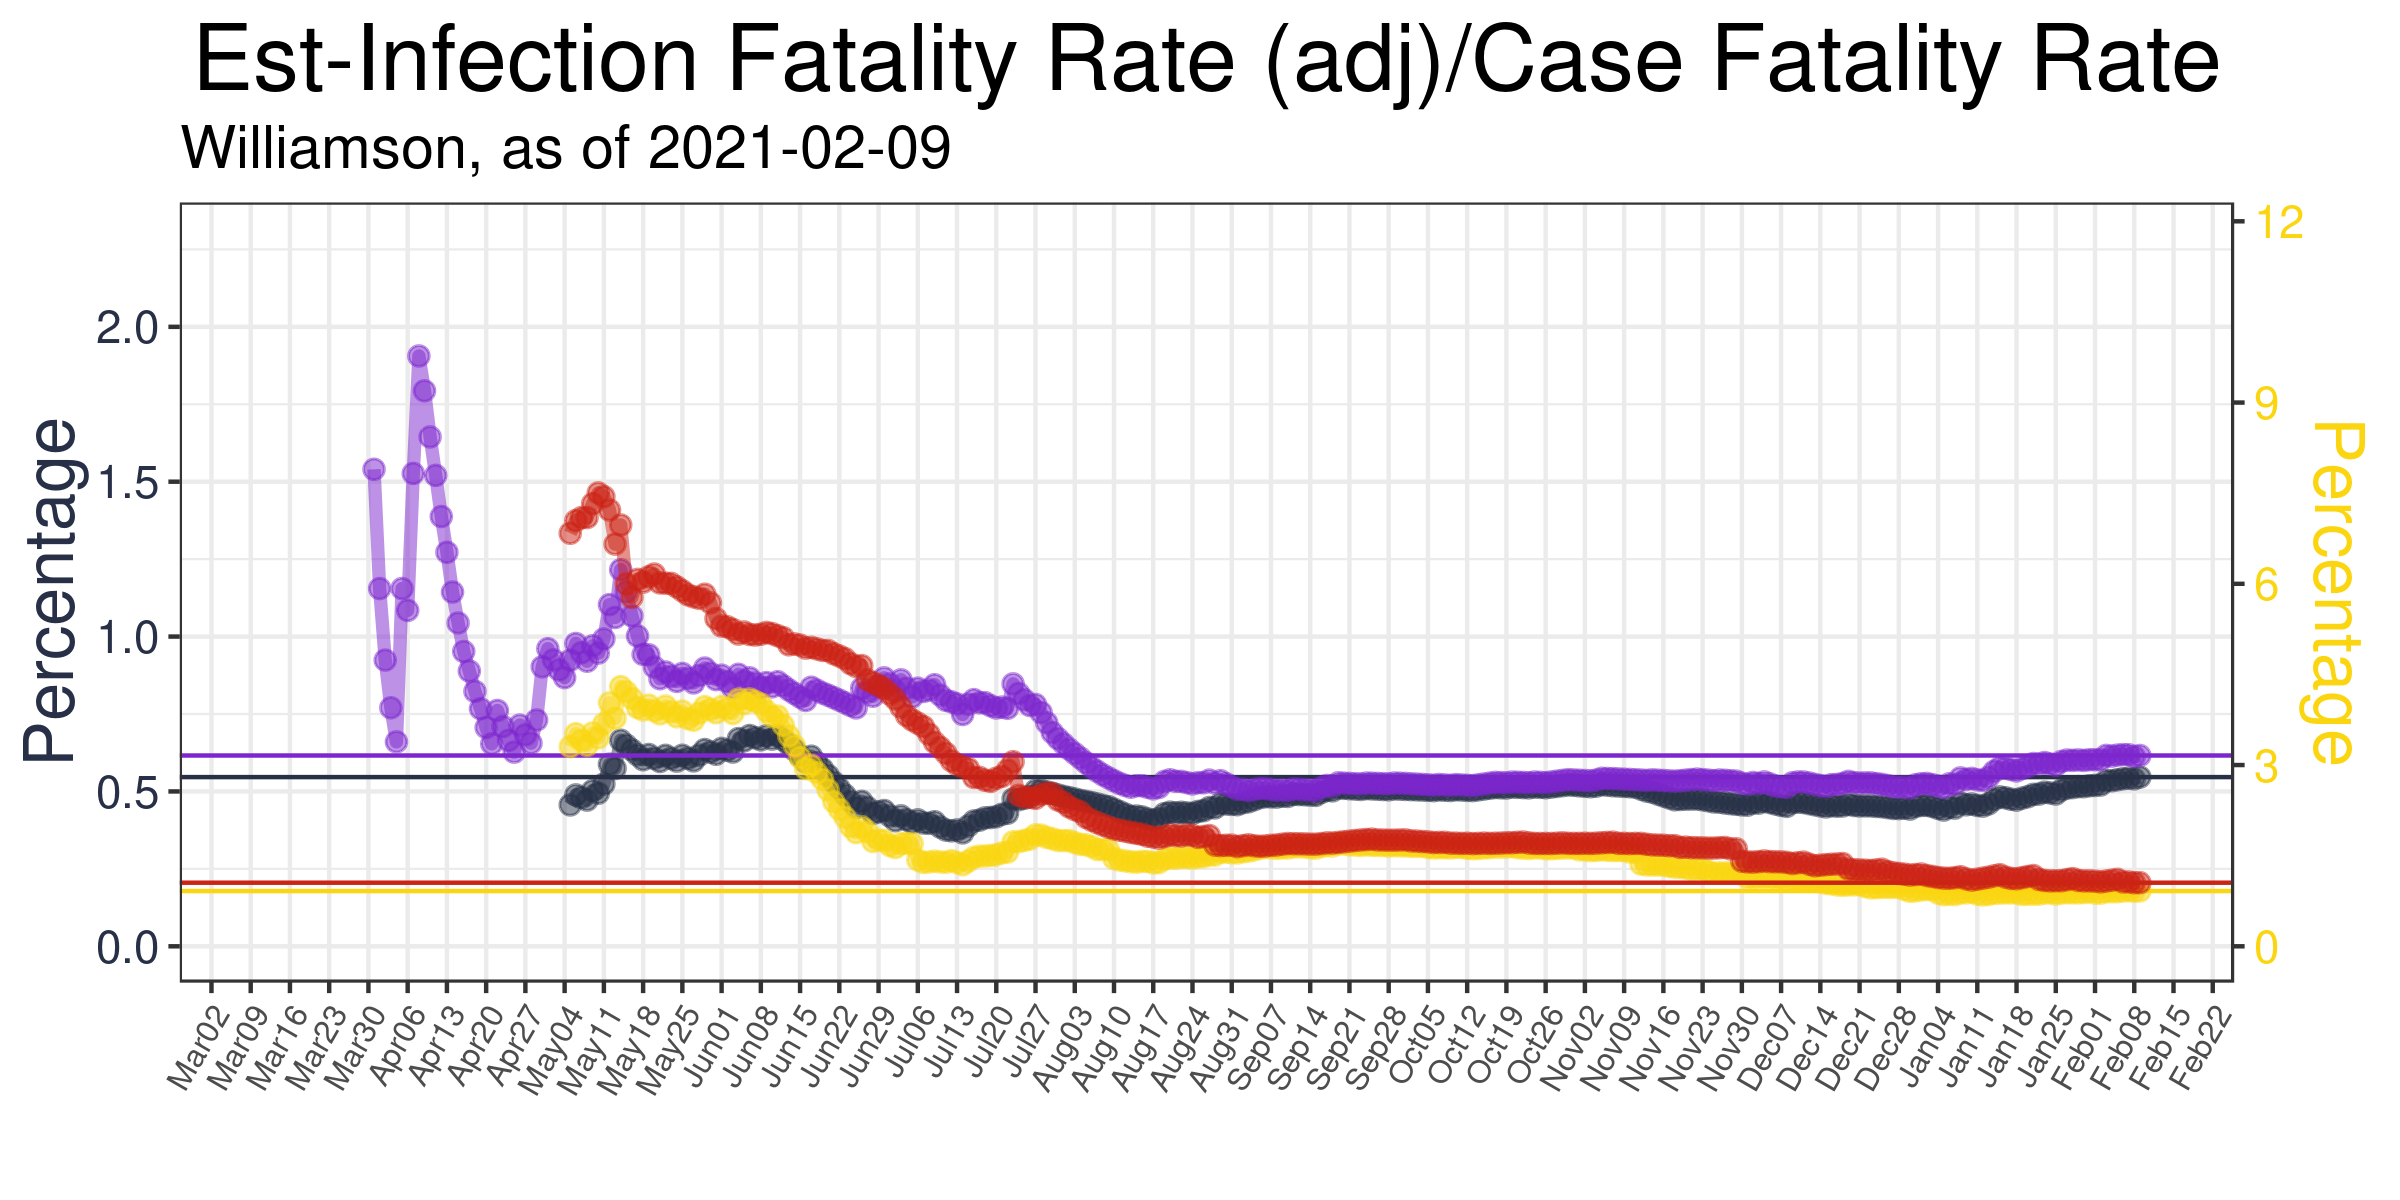 Est-Infection Fatality Rate (adj)/Case Fatality Rate
Williamson, as of 2021-02-09
Percentage
2.0
1.5
1.0
0.5
0.0
12
9
6
3
0
Percentage
Mar02 Mar09 Mar16 Mar23 Mar30 Apr06 Apr13 Apr20 Apr27 May04 May11 May18 May25 Jun01 Jun08 Jun15 Jun22 Jun29 Jul06 Jul13 Jul20 Jul27 Aug03 Aug10 Aug17 Aug24 Aug31 Sep07 Sep14 Sep21 Sep28 Oct05 Oct12 Oct19 Oct26 Nov02 Nov09 Nov16 Nov23 Nov30 Dec07 Dec14 Dec21 Dec28 Jan04 Jan11 Jan18 Jan25 Feb01 Feb08 Feb15 Feb22